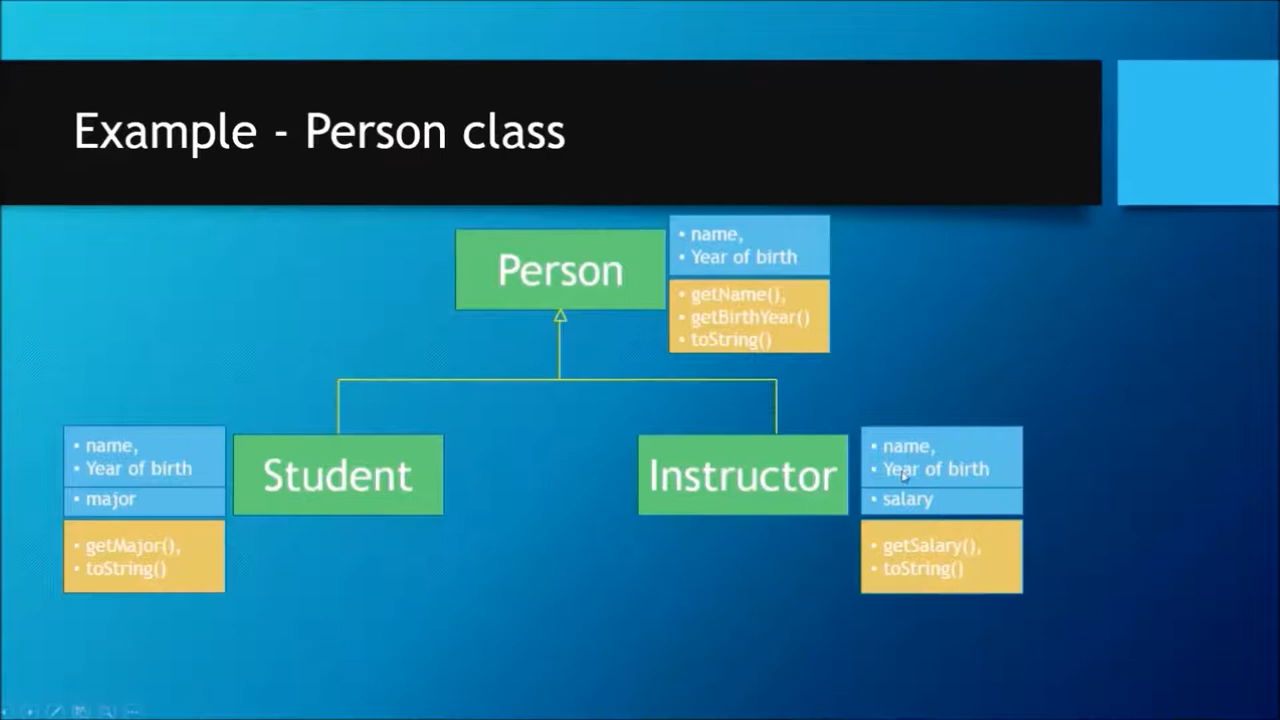 Example - Person class
Person
• name,
• Year of birth
• getName(),
• getBirthYear()
• toString()
• name,
• Year of birth
• major
• getMajor(),
• toString()
Student
Instructor
• name,
• Year of birth
• salary
• getSalary(),
• toString()